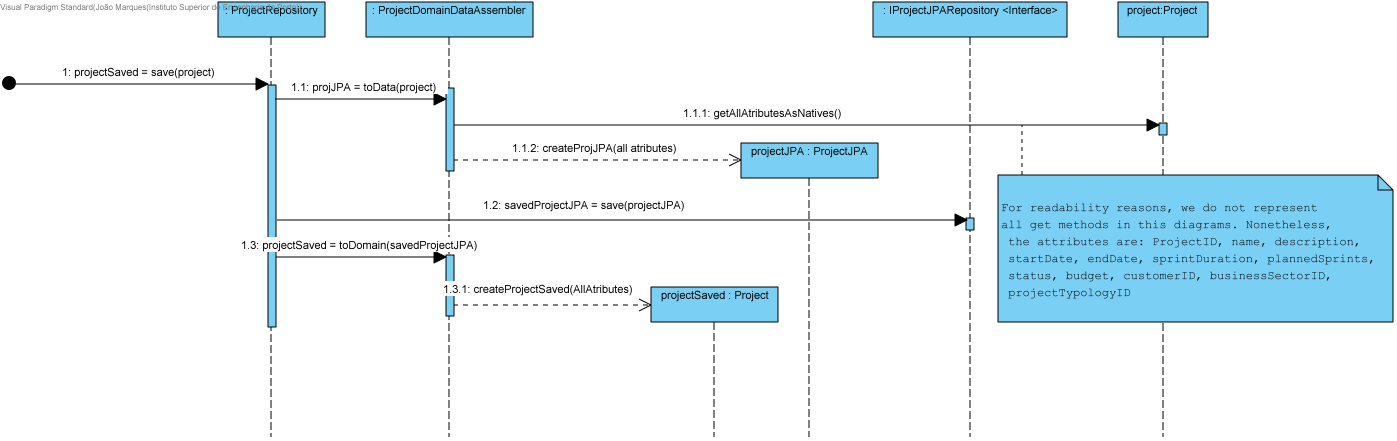 Visual Paradigm Standard(João Marques(Instituto Superior de
: ProjectRepository
: ProjectDomainDataAssembler
: IProjectJPARepository <Interface>
project:Project
1: projectSaved = save(project)
1.1: projJPA = toData(project)
1.1.1: getAllAtributesAsNatives()
1.1.2: createProjJPA(all atributes)
projectJPA : ProjectJPA
1.2: savedProjectJPA = save(projectJPA)
1.3: projectSaved = toDomain(savedProjectJPA)
1.3.1: createProjectSaved(AllAtributes)
projectSaved : Project
For readability reasons, we do not represent
all get methods in this diagrams. Nonetheless,
the attributes are: ProjectID, name, description,
startDate, endDate, sprintDuration, plannedSprints,
status, budget, customerID, businessSectorID,
projectTypologyID